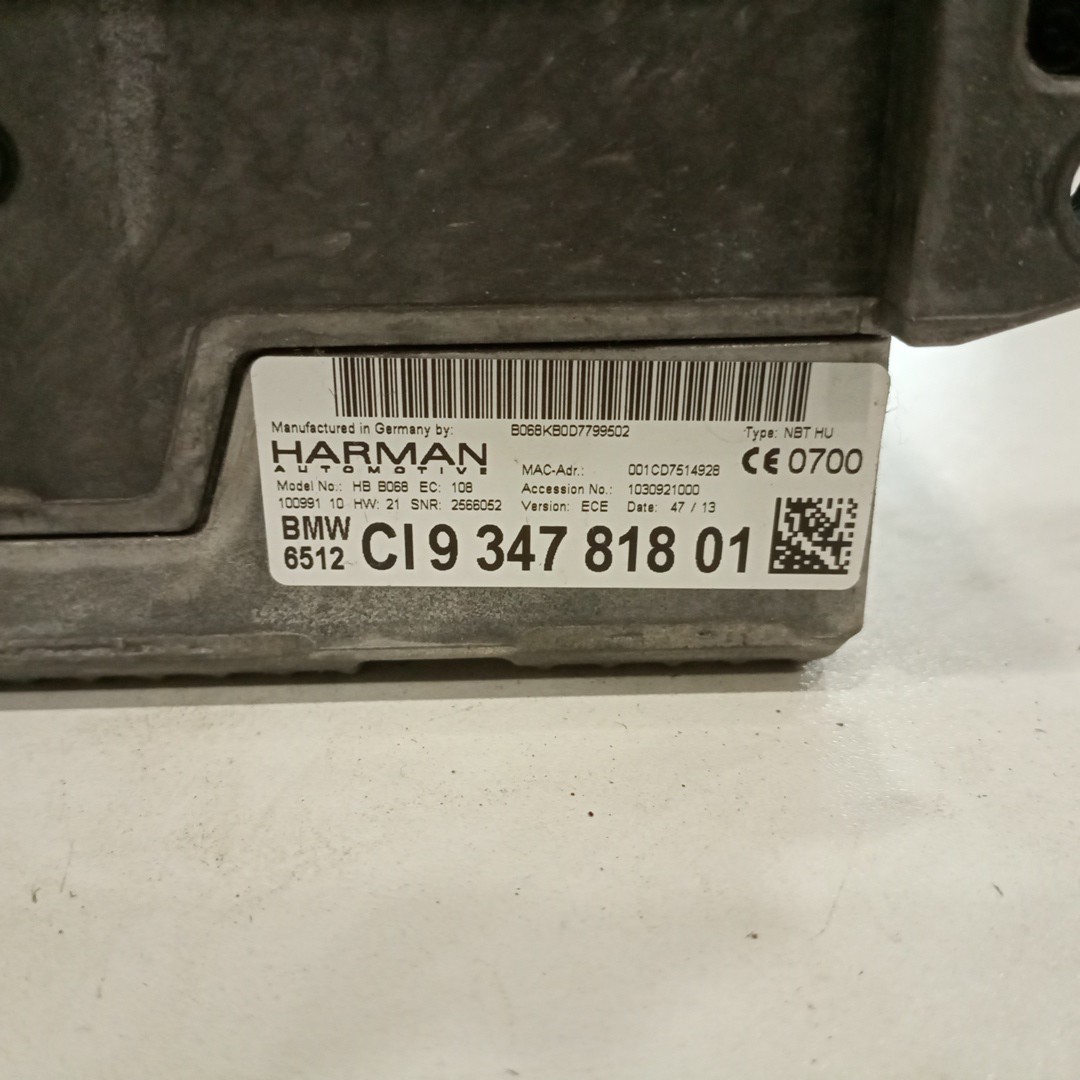 Manufactured in Germany by: B068KB0D7799502 Type: NBT HU
HARMAN
AUTOMOTIVE MAC-Adr.: 001CD7514928 CE 0700
Model No.: HB B068 EC: 108 Accession No.: 1030921000
100991 10 HW: 21 SNR: 2566052 Version: ECE Date: 47 / 13
BMW
6512 CI 9 347 818 01